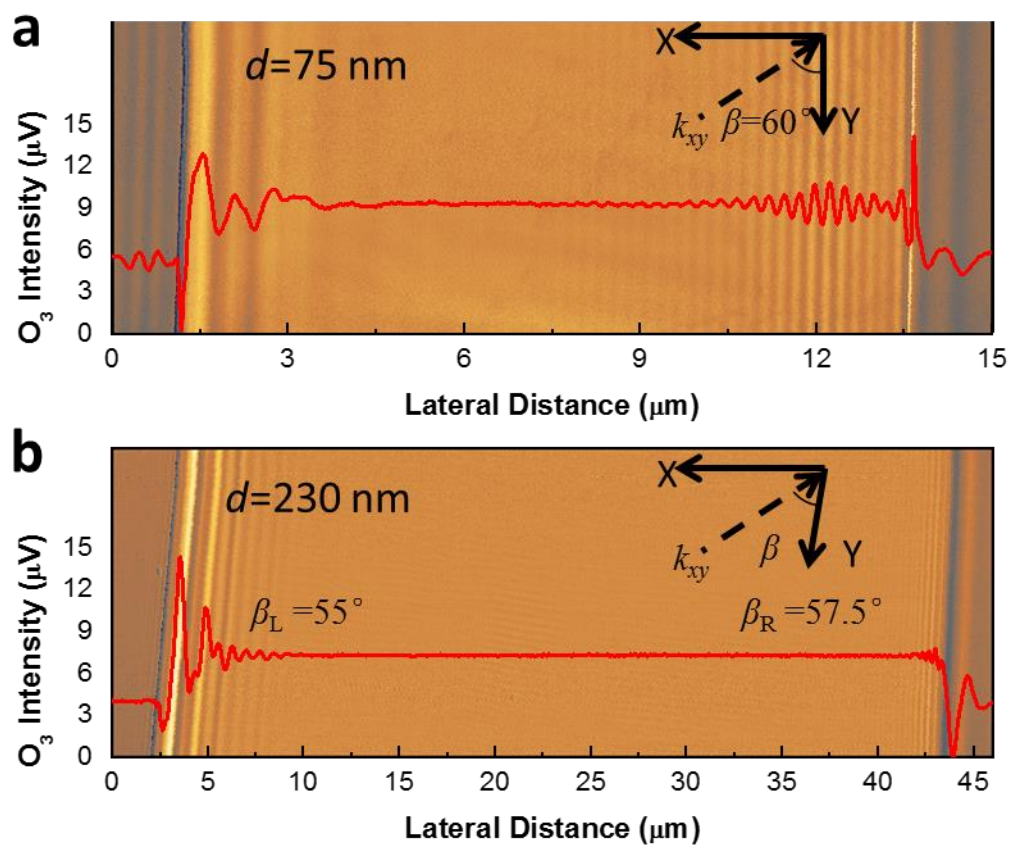 a
d=75 nm
X
k_xy β=60° Y
O₃ Intensity (μV)
15
12
9
6
3
0
0 3 6 9 12 15
Lateral Distance (μm)
b
d=230 nm
X
k_xy β Y
β_L =55°
β_R =57.5°
O₃ Intensity (μV)
15
12
9
6
3
0
0 5 10 15 20 25 30 35 40 45
Lateral Distance (μm)